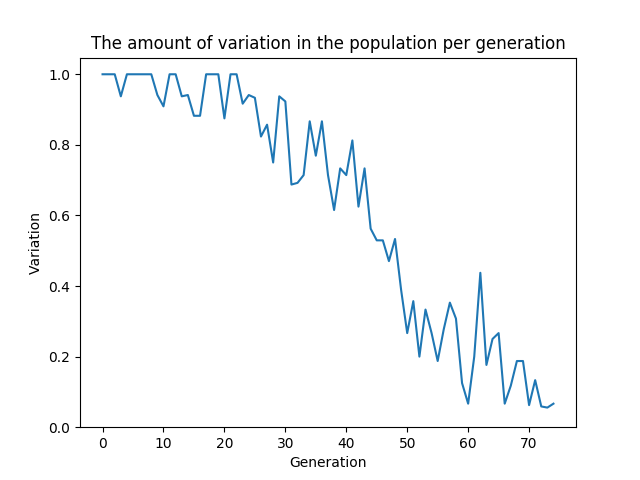 The amount of variation in the population per generation
1.0
0.8
0.6
0.4
0.2
0.0
Variation
0 10 20 30 40 50 60 70
Generation